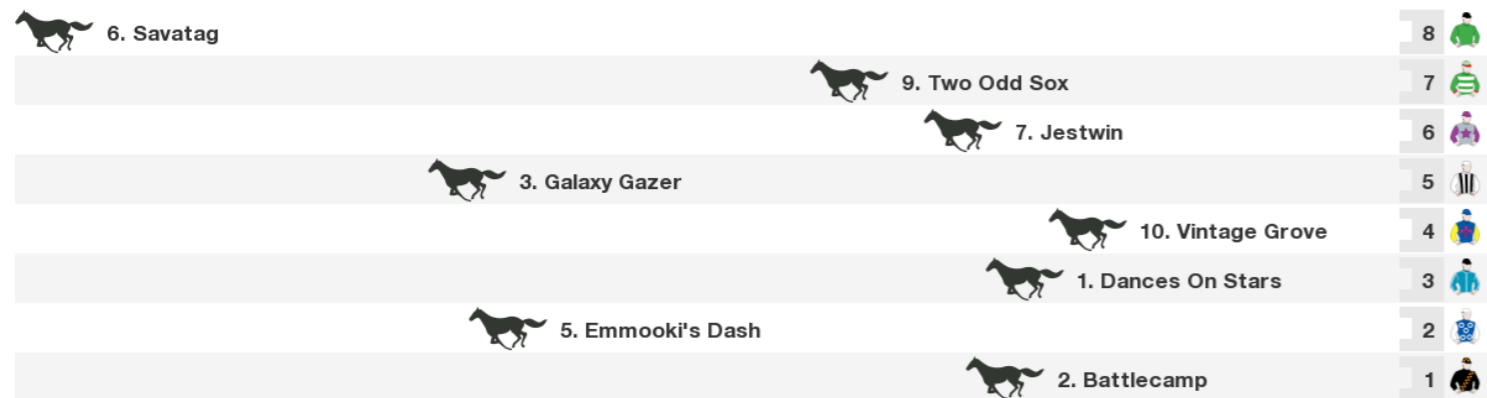 6. Savatag 8
9. Two Odd Sox 7
7. Jestwin 6
3. Galaxy Gazer 5
10. Vintage Grove 4
1. Dances On Stars 3
5. Emmooki's Dash 2
2. Battlecamp 1